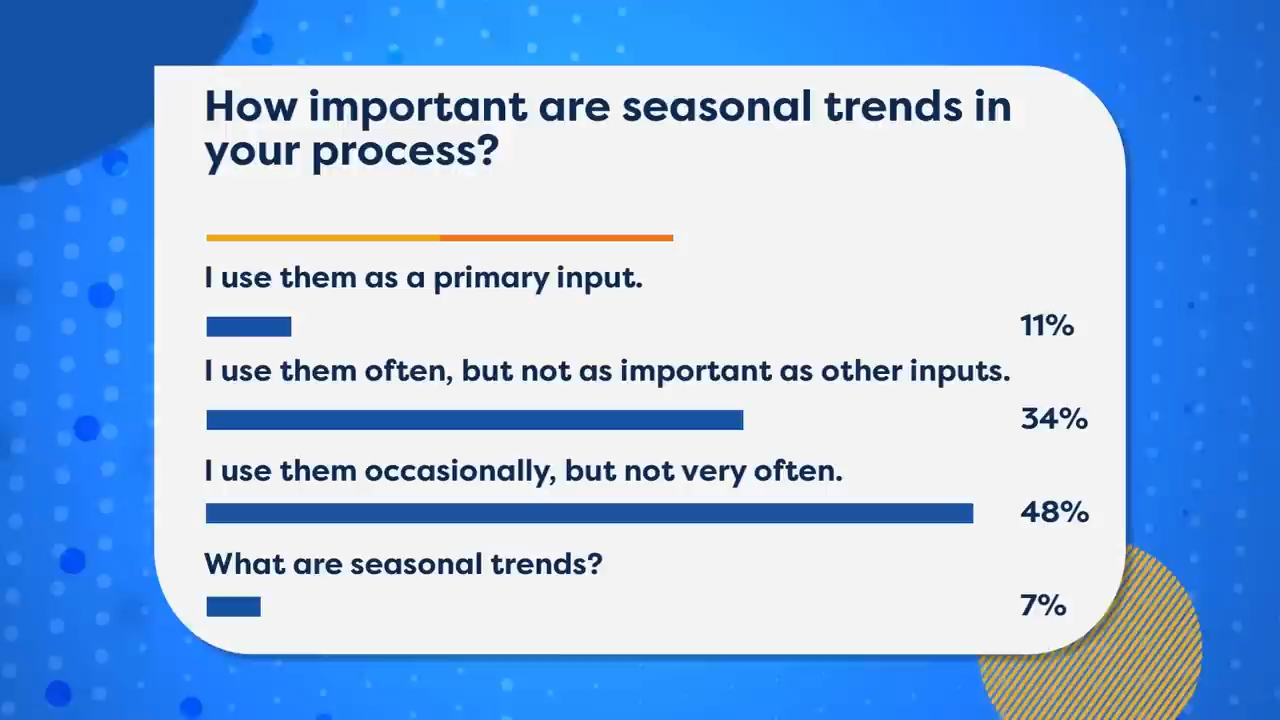 How important are seasonal trends in
your process?
I use them as a primary input.
11%
I use them often, but not as important as other inputs.
34%
I use them occasionally, but not very often.
48%
What are seasonal trends?
7%